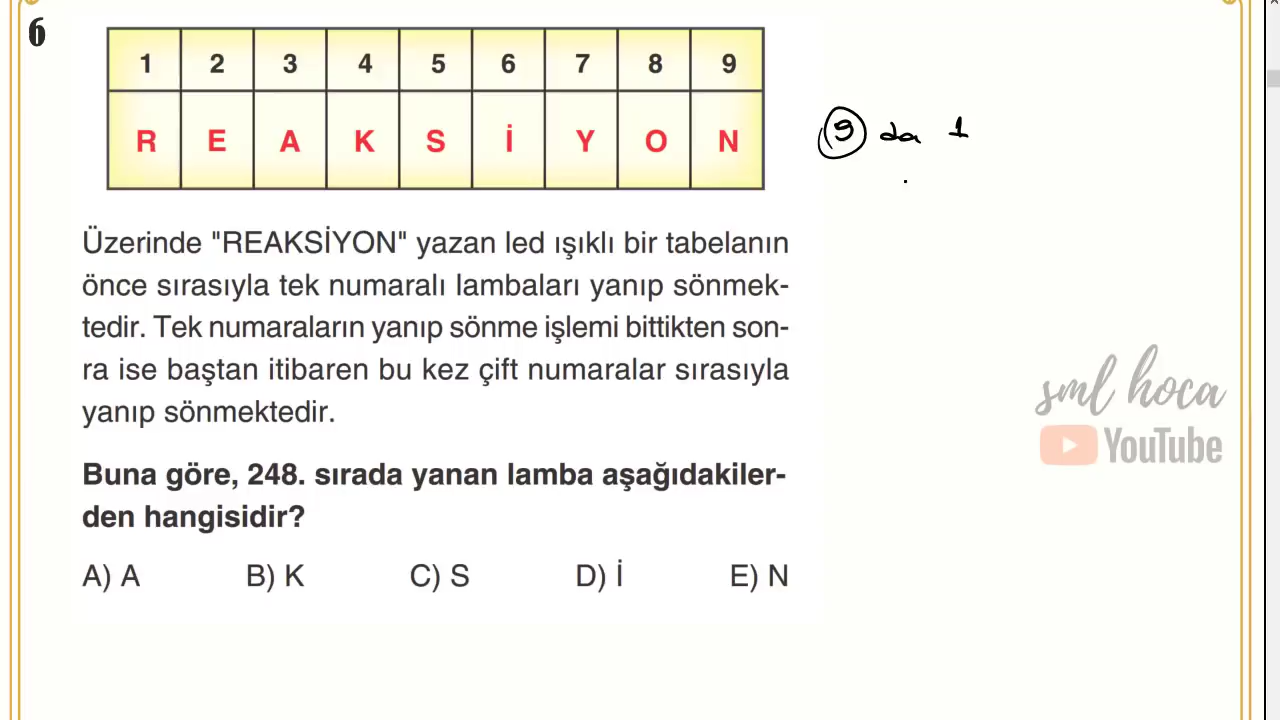 6
1 2 3 4 5 6 7 8 9
R E A K S İ Y O N
9 da 1
Üzerinde "REAKSİYON" yazan led ışıklı bir tabelanın
önce sırasıyla tek numaralı lambaları yanıp sönmek-
tedir. Tek numaraların yanıp sönme işlemi bittikten son-
ra ise baştan itibaren bu kez çift numaralar sırasıyla
yanıp sönmektedir.
Buna göre, 248. sırada yanan lamba aşağıdakiler-
den hangisidir?
A) A B) K C) S D) İ E) N
sml hoca
YouTube